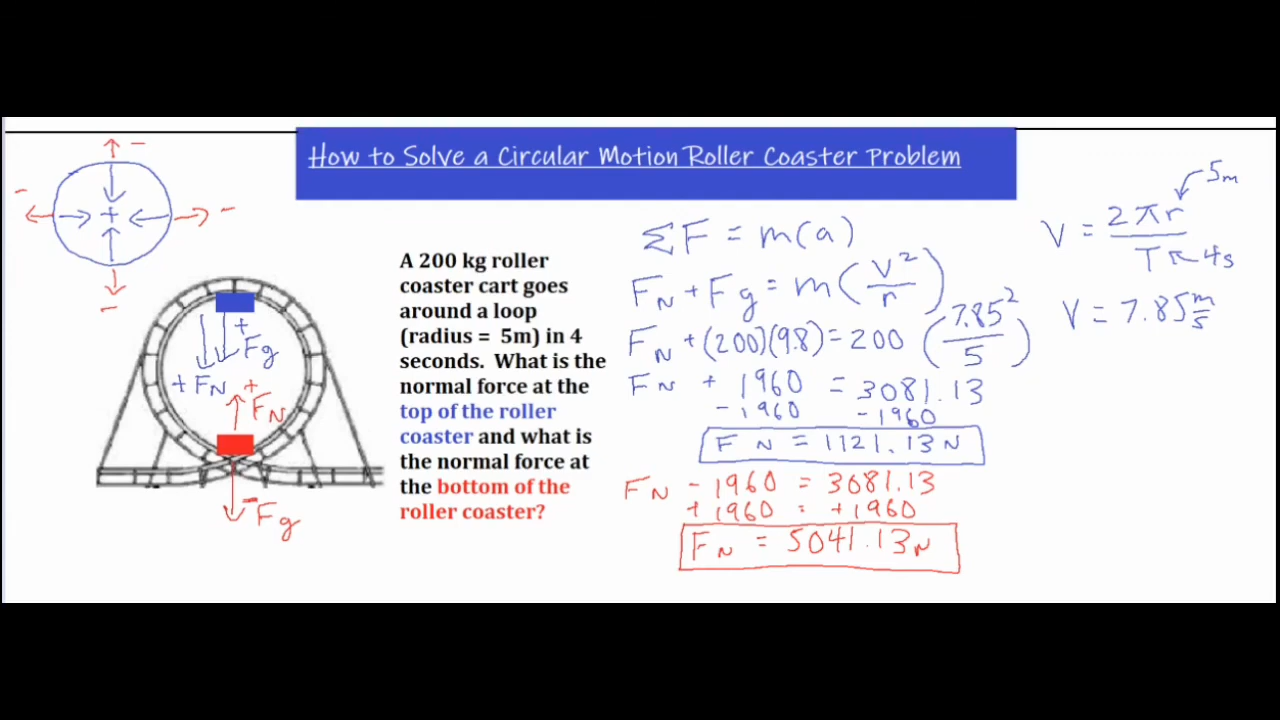 How to Solve a Circular Motion Roller Coaster Problem
-
-
+
-
-
A 200 kg roller
coaster cart goes
around a loop
(radius = 5m) in 4
seconds. What is the
normal force at the
top of the roller
coaster and what is
the normal force at
the bottom of the
roller coaster?
+
Fg
+ FN
+
FN
-
Fg
ΣF = m(a)
FN + Fg = m(V²/r)
FN + (200)(9.8) = 200 (7.85²/5)
FN + 1960 = 3081.13
- 1960 - 1960
FN = 1121.13N
FN - 1960 = 3081.13
+ 1960 = +1960
FN = 5041.13N
5m
V = 2πr/T
4s
V = 7.85 m/s